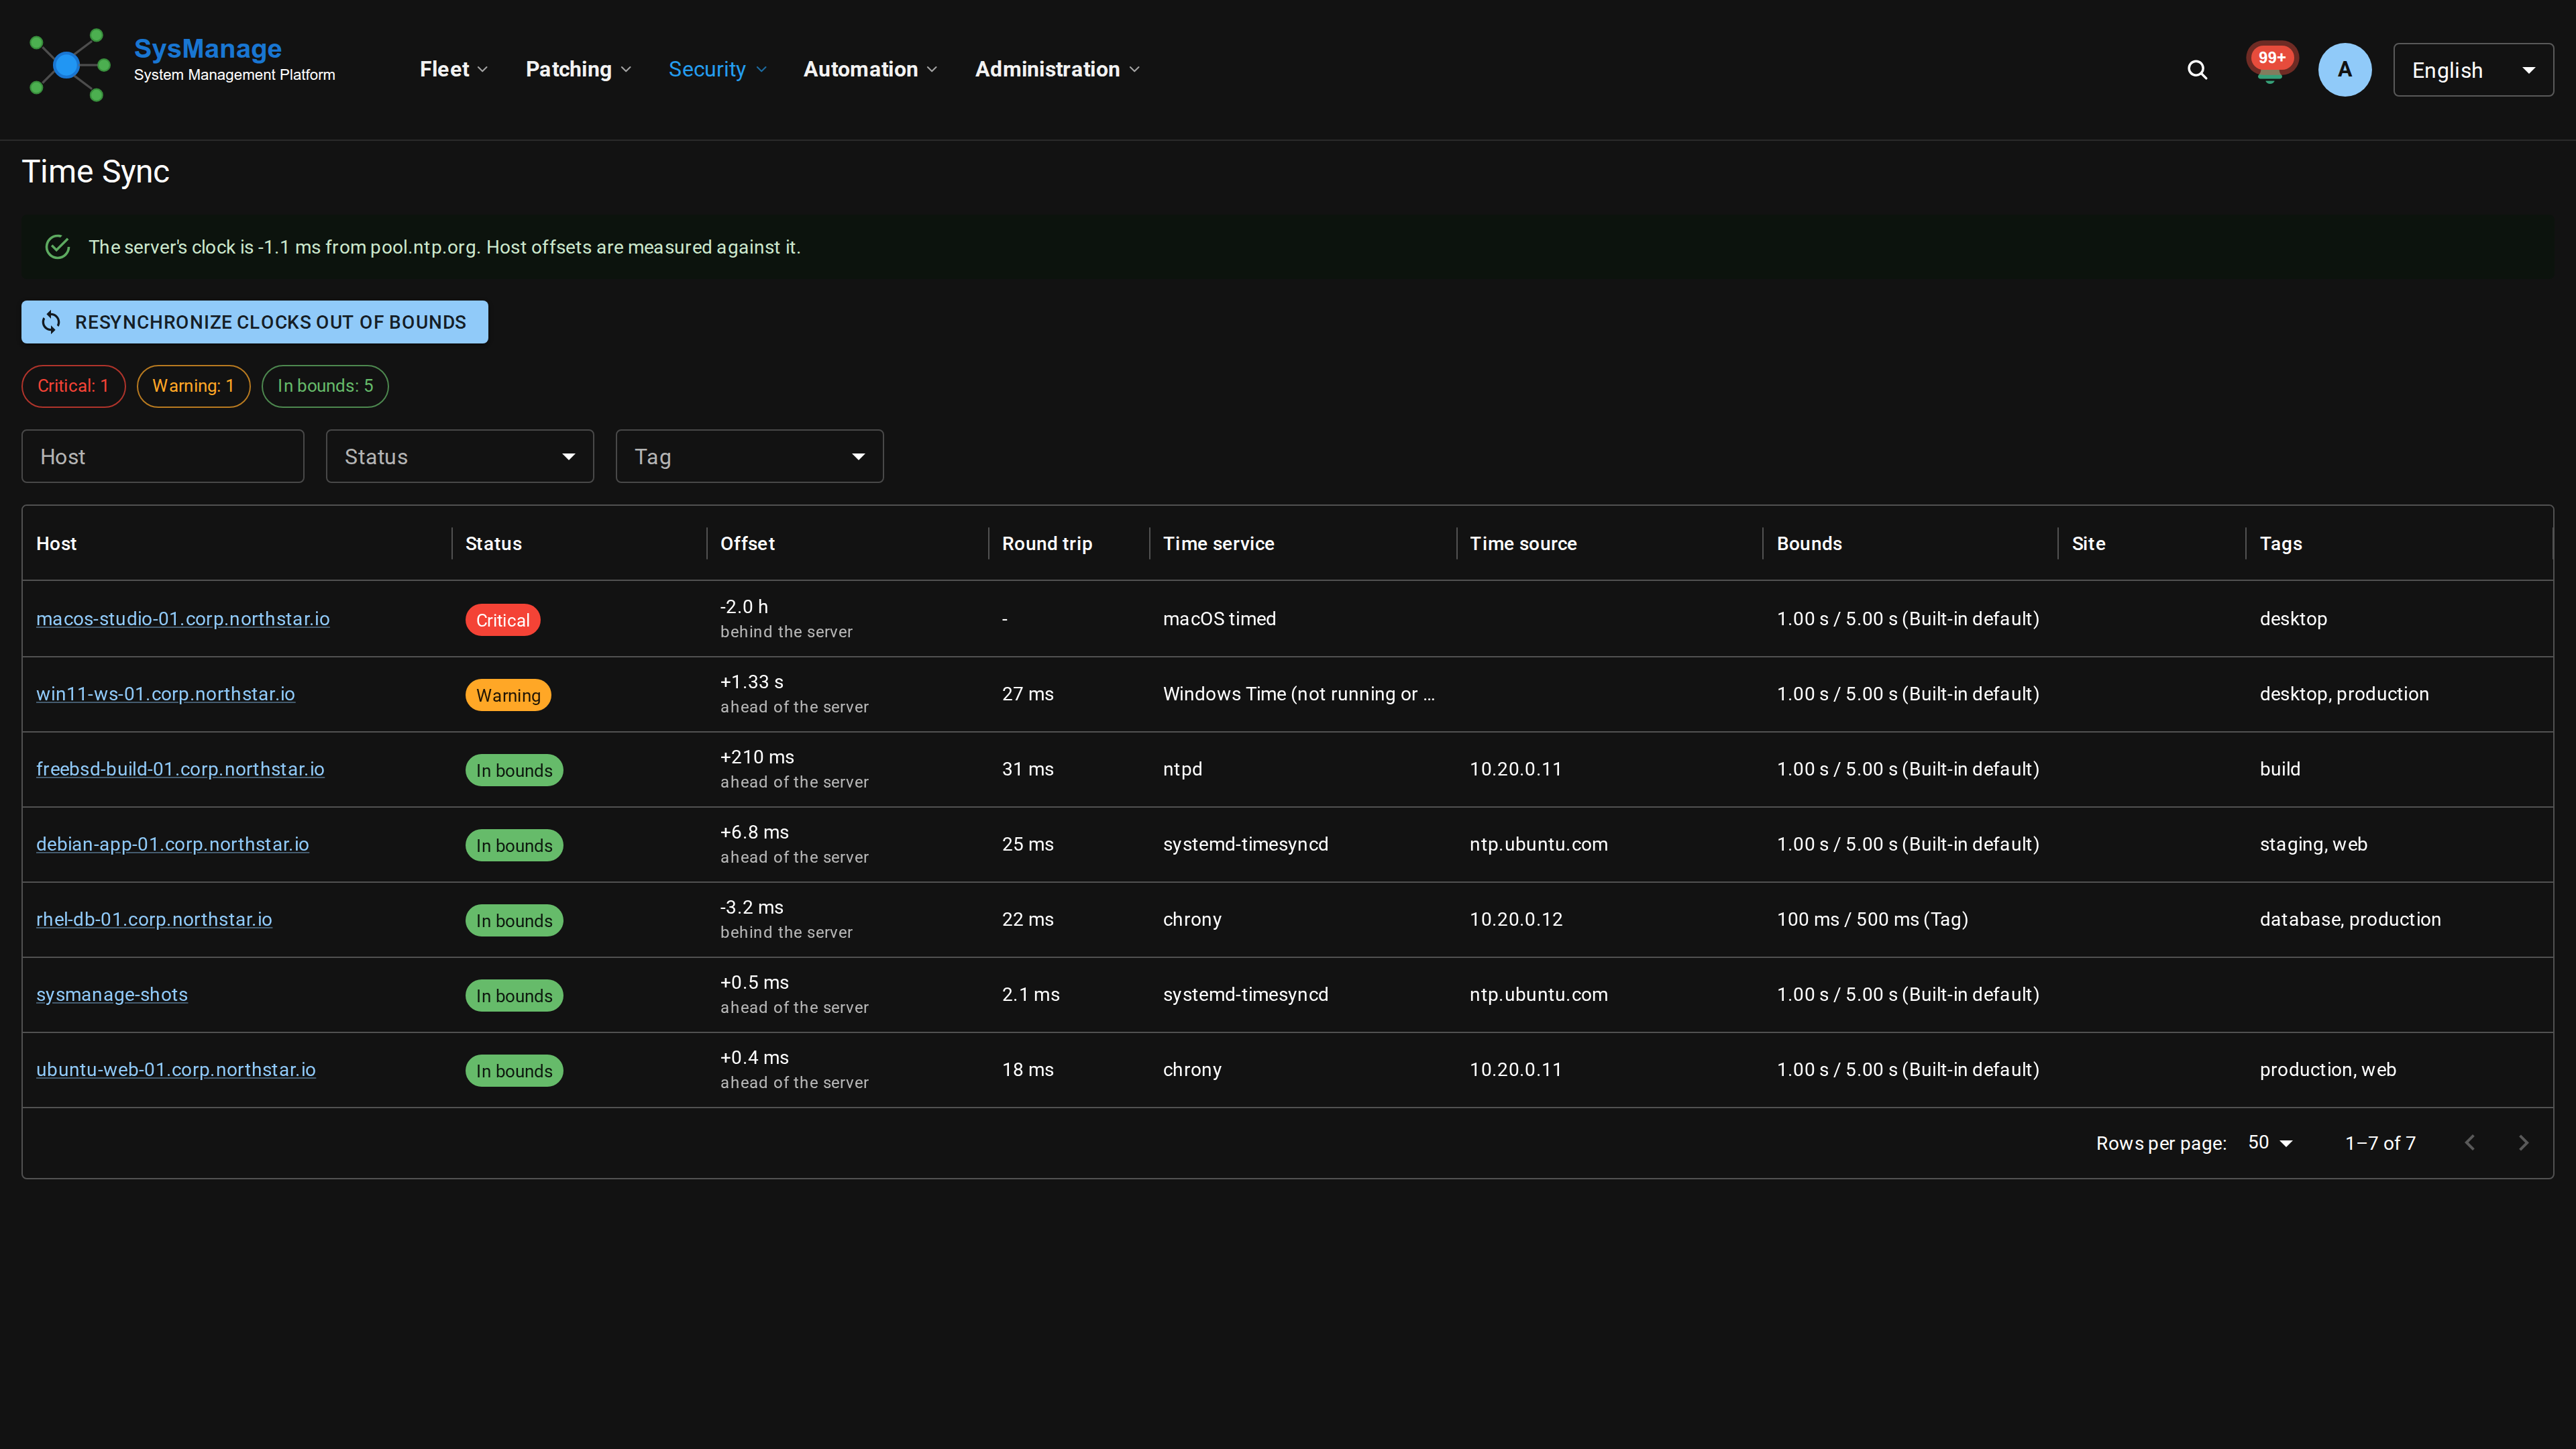 SysManage
System Management Platform
Fleet
Patching
Security
Automation
Administration
99+
A
English
Time Sync
The server's clock is -1.1 ms from pool.ntp.org. Host offsets are measured against it.
RESYNCHRONIZE CLOCKS OUT OF BOUNDS
Critical: 1
Warning: 1
In bounds: 5
Host
Status
Tag
Host Status Offset Round trip Time service Time source Bounds Site Tags
macos-studio-01.corp.northstar.io Critical -2.0 h behind the server - macOS timed 1.00 s / 5.00 s (Built-in default) desktop
win11-ws-01.corp.northstar.io Warning +1.33 s ahead of the server 27 ms Windows Time (not running or ... 1.00 s / 5.00 s (Built-in default) desktop, production
freebsd-build-01.corp.northstar.io In bounds +210 ms ahead of the server 31 ms ntpd 10.20.0.11 1.00 s / 5.00 s (Built-in default) build
debian-app-01.corp.northstar.io In bounds +6.8 ms ahead of the server 25 ms systemd-timesyncd ntp.ubuntu.com 1.00 s / 5.00 s (Built-in default) staging, web
rhel-db-01.corp.northstar.io In bounds -3.2 ms behind the server 22 ms chrony 10.20.0.12 100 ms / 500 ms (Tag) database, production
sysmanage-shots In bounds +0.5 ms ahead of the server 2.1 ms systemd-timesyncd ntp.ubuntu.com 1.00 s / 5.00 s (Built-in default)
ubuntu-web-01.corp.northstar.io In bounds +0.4 ms ahead of the server 18 ms chrony 10.20.0.11 1.00 s / 5.00 s (Built-in default) production, web
Rows per page: 50 1–7 of 7